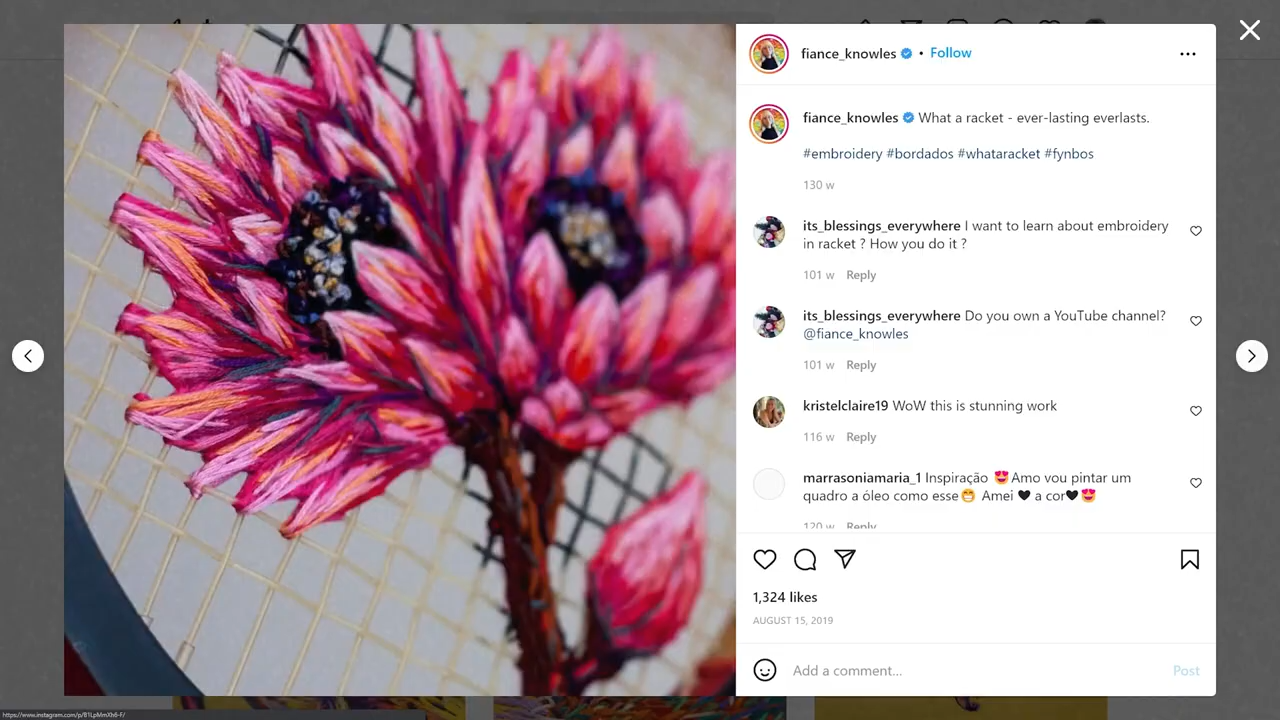 fiance_knowles • Follow
fiance_knowles What a racket - ever-lasting everlasts.
#embroidery #bordados #whataracket #fynbos
130 w
its_blessings_everywhere I want to learn about embroidery
in racket ? How you do it ?
101 w Reply
its_blessings_everywhere Do you own a YouTube channel?
@fiance_knowles
101 w Reply
kristelclaire19 WoW this is stunning work
116 w Reply
marrasoniamaria_1 Inspiração 😍Amo vou pintar um
quadro a óleo como esse😁 Amei 🖤 a cor🖤😍
120 w Reply
1,324 likes
AUGUST 15, 2019
Add a comment... Post